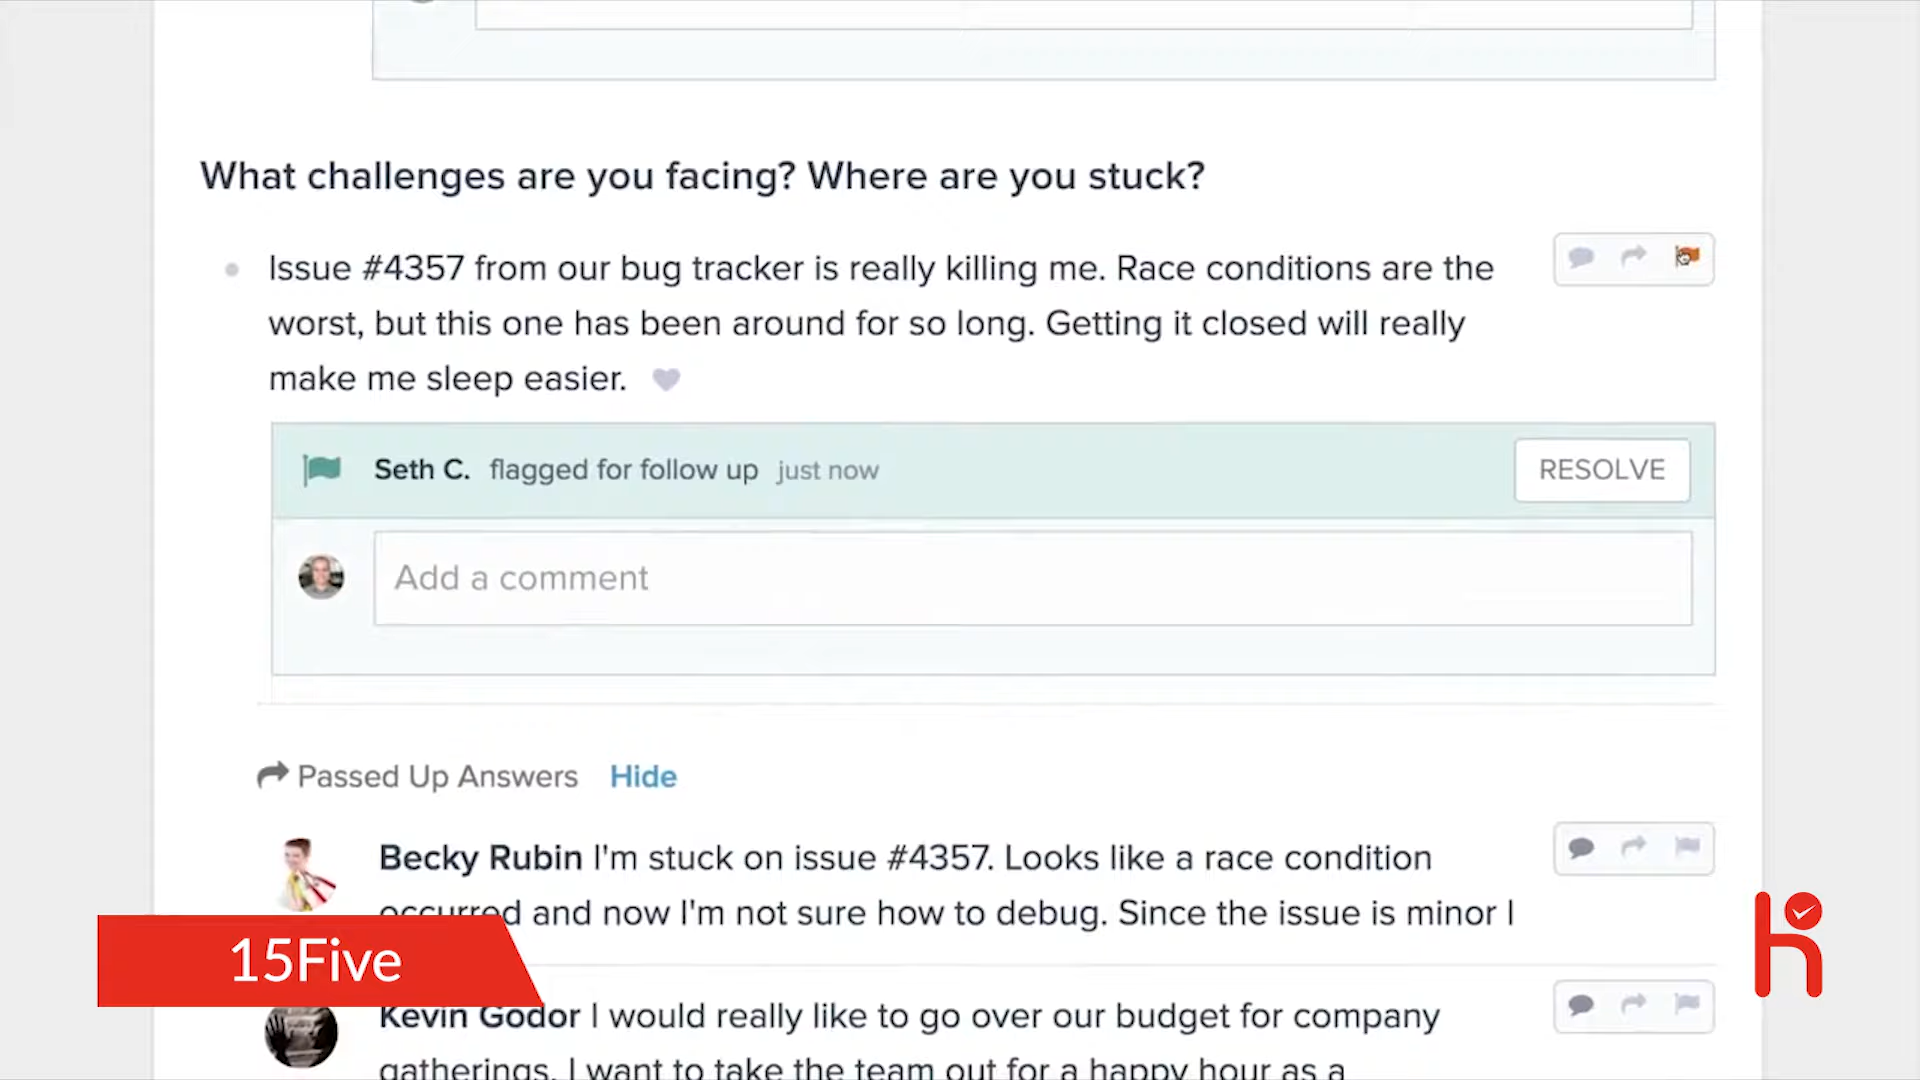 What challenges are you facing? Where are you stuck?
Issue #4357 from our bug tracker is really killing me. Race conditions are the
worst, but this one has been around for so long. Getting it closed will really
make me sleep easier.
Seth C. flagged for follow up just now
RESOLVE
Add a comment
Passed Up Answers Hide
Becky Rubin I'm stuck on issue #4357. Looks like a race condition
occurred and now I'm not sure how to debug. Since the issue is minor I
15Five
Kevin Godor I would really like to go over our budget for company
gatherings. I want to take the team out for a happy hour as a